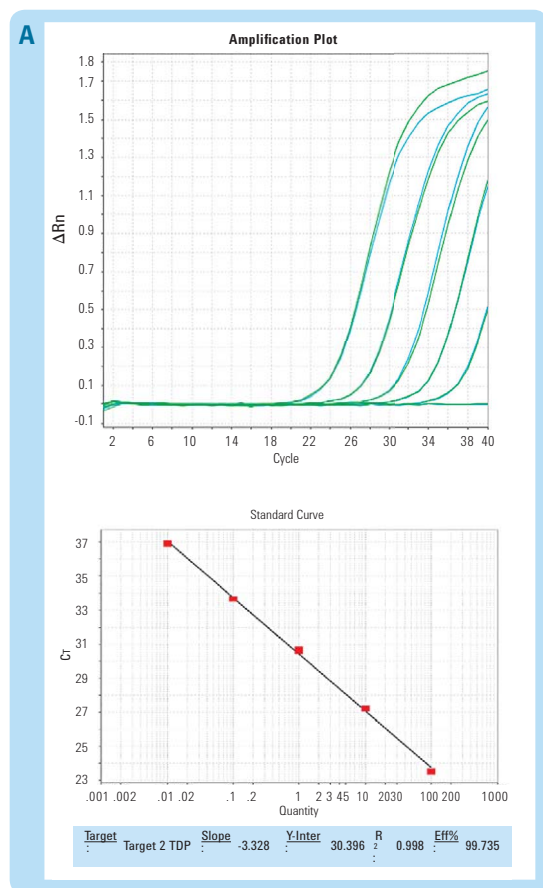 A
Amplification Plot
1.8
1.7
1.5
1.3
1.1
0.9
0.7
0.5
0.3
0.1
-0.1
ΔRn
2 6 10 14 18 22 26 30 34 38 40
Cycle
Standard Curve
37
35
33
31
29
27
25
23
CT
.001 .002 .01 .02 .1 .2 1 2 3 45 10 2030 100 200 1000
Quantity
Target : Target 2 TDP Slope : -3.328 Y-Inter : 30.396 R 2 : 0.998 Eff% : 99.735